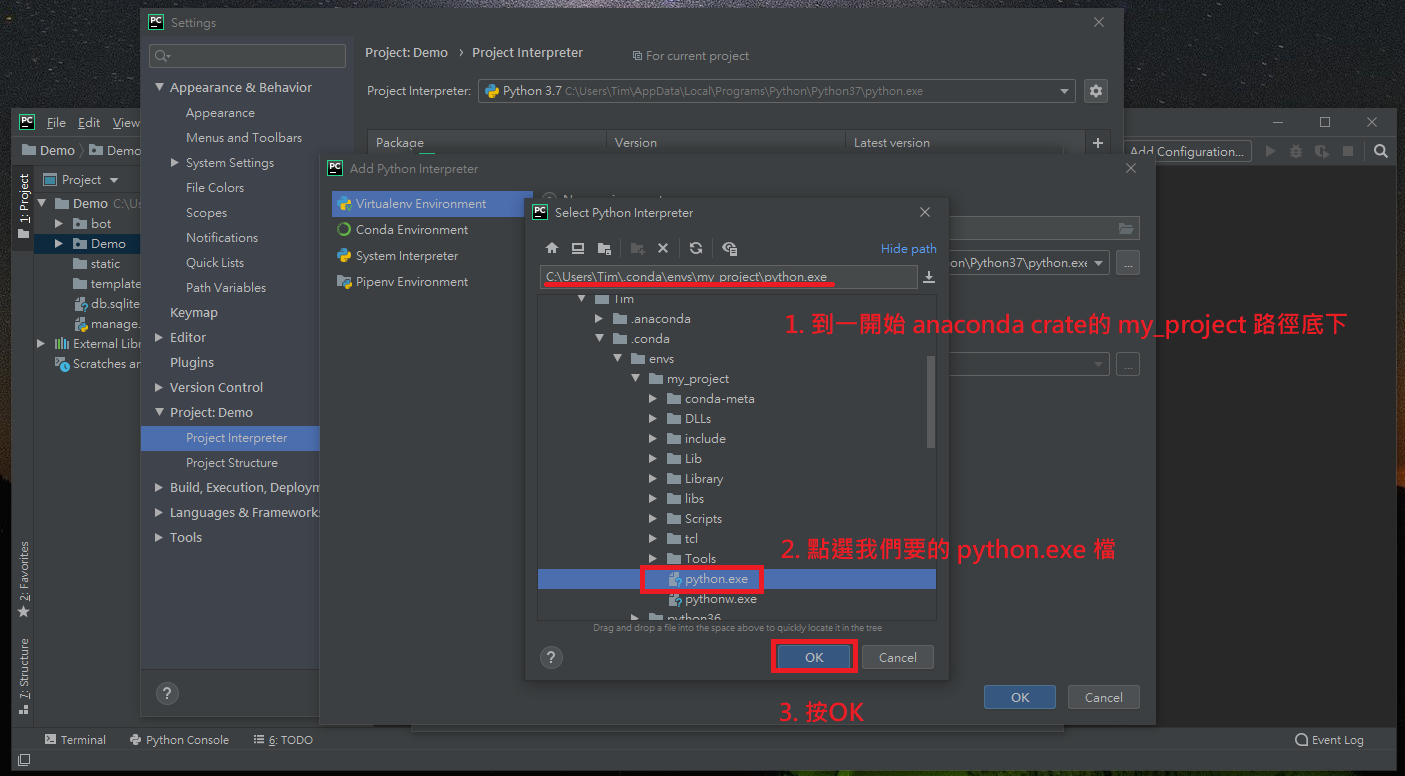 PC Settings
Project: Demo › Project Interpreter
For current project
Project Interpreter: Python 3.7 C:\Users\Tim\AppData\Local\Programs\Python\Python37\python.exe
Package Version Latest version
Appearance & Behavior
Appearance
Menus and Toolbars
System Settings
File Colors
Scopes
Notifications
Quick Lists
Path Variables
Keymap
Editor
Plugins
Version Control
Project: Demo
Project Interpreter
Project Structure
Build, Execution, Deploym
Languages & Frameworks
Tools
PC File Edit View
Demo Demo
Add Configuration...
1: Project
Project
Demo C:\Us
bot
Demo
static
template
db.sqlite
manage.
External Libr
Scratches an
2: Favorites
7: Structure
PC Add Python Interpreter
Virtualenv Environment
Conda Environment
System Interpreter
Pipenv Environment
on\Python37\python.exe ...
...
PC Select Python Interpreter
Hide path
C:\Users\Tim\.conda\envs\my_project\python.exe
Tim
.anaconda
.conda
envs
my_project
conda-meta
DLLs
include
Lib
Library
libs
Scripts
tcl
Tools
python.exe
pythonw.exe
python36
Drag and drop a file into the space above to quickly locate it in the tree
? OK Cancel
1. 到一開始 anaconda crate的 my_project 路徑底下
2. 點選我們要的 python.exe 檔
3. 按OK
OK Cancel
?
Terminal Python Console 6: TODO Event Log